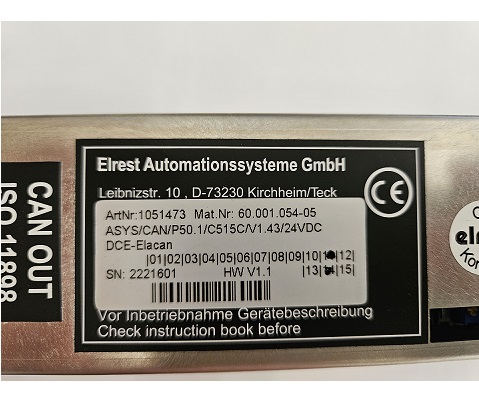 Elrest Automationssysteme GmbH
Leibnizstr. 10 , D-73230 Kirchheim/Teck
CE
ArtNr:1051473 Mat.Nr: 60.001.054-05
ASYS/CAN/P50.1/C515C/V1.43/24VDC
DCE-Elacan
|01|02|03|04|05|06|07|08|09|10| |12|
SN: 2221601 HW V1.1 |13| |15|
Vor Inbetriebnahme Gerätebeschreibung
Check instruction book before
CAN OUT
ISO 11898